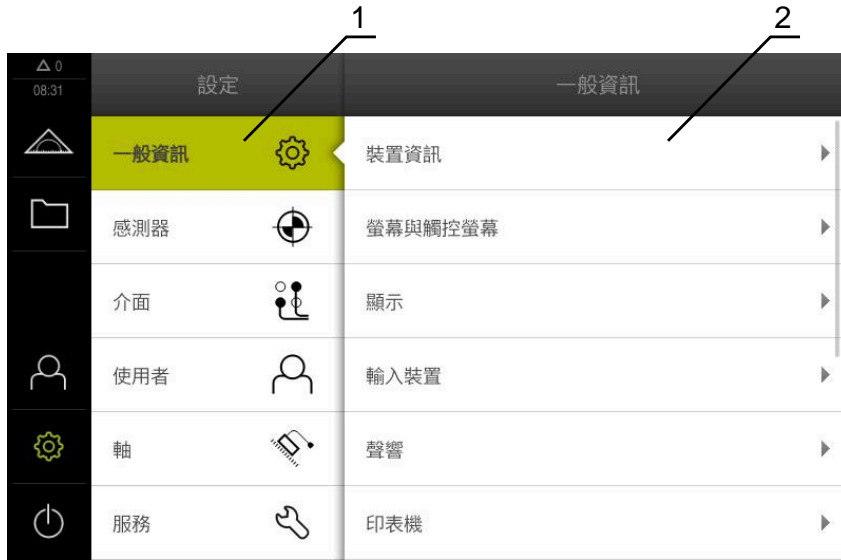 1
2
△ 0
08:31
設定
一般資訊
一般資訊
裝置資訊
感測器
螢幕與觸控螢幕
介面
顯示
使用者
輸入裝置
軸
聲響
服務
印表機